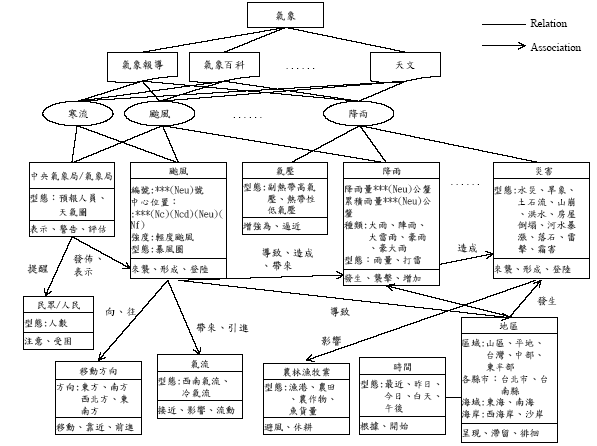 氣象
Relation
Association
氣象報導
氣象百科
......
天文
寒流
颱風
......
降雨
中央氣象局/氣象局
型態：預報人員、
天氣圖
表示、警告、評估
颱風
編號:***(Neu)號
中心位置：
:***(Nc)(Ncd)(Neu)(
Nf)
強度:輕度颱風
型態:暴風圈
來襲、形成、登陸
氣壓
型態:副熱帶高氣
壓、熱帶性
低氣壓
增強為、逼近
降雨
降雨量***(Neu)公釐
累積雨量***(Neu)公釐
種類:大雨、陣雨、
大雷雨、豪雨
、豪大雨
型態:雨量、打雷
發生、襲擊、增加
......
災害
型態:水災、旱象、
土石流、山崩
、洪水、房屋
倒塌、河水暴
漲、落石、雷
擊、霜害
來襲、形成、登陸
提醒
發佈、
表示
導致、造成
、帶來
造成
民眾/人民
型態:人數
注意、受困
向、往
帶來、引進
導致
影響
發生
移動方向
方向:東方、南方
西北方、東
南方
移動、靠近、前進
氣流
型態:西南氣流、
冷氣流
接近、影響、流動
農林漁牧業
型態:漁港、農田
、農作物、
魚貨量
避風、休耕
時間
型態:最近、昨日、
今日、白天、
午後
根據、開始
地區
區域:山區、平地、
台灣、中部、
東半部
各縣市：台北市、台
南縣
海域:東海、南海
海岸:西海岸、沙岸
呈現、滯留、徘徊